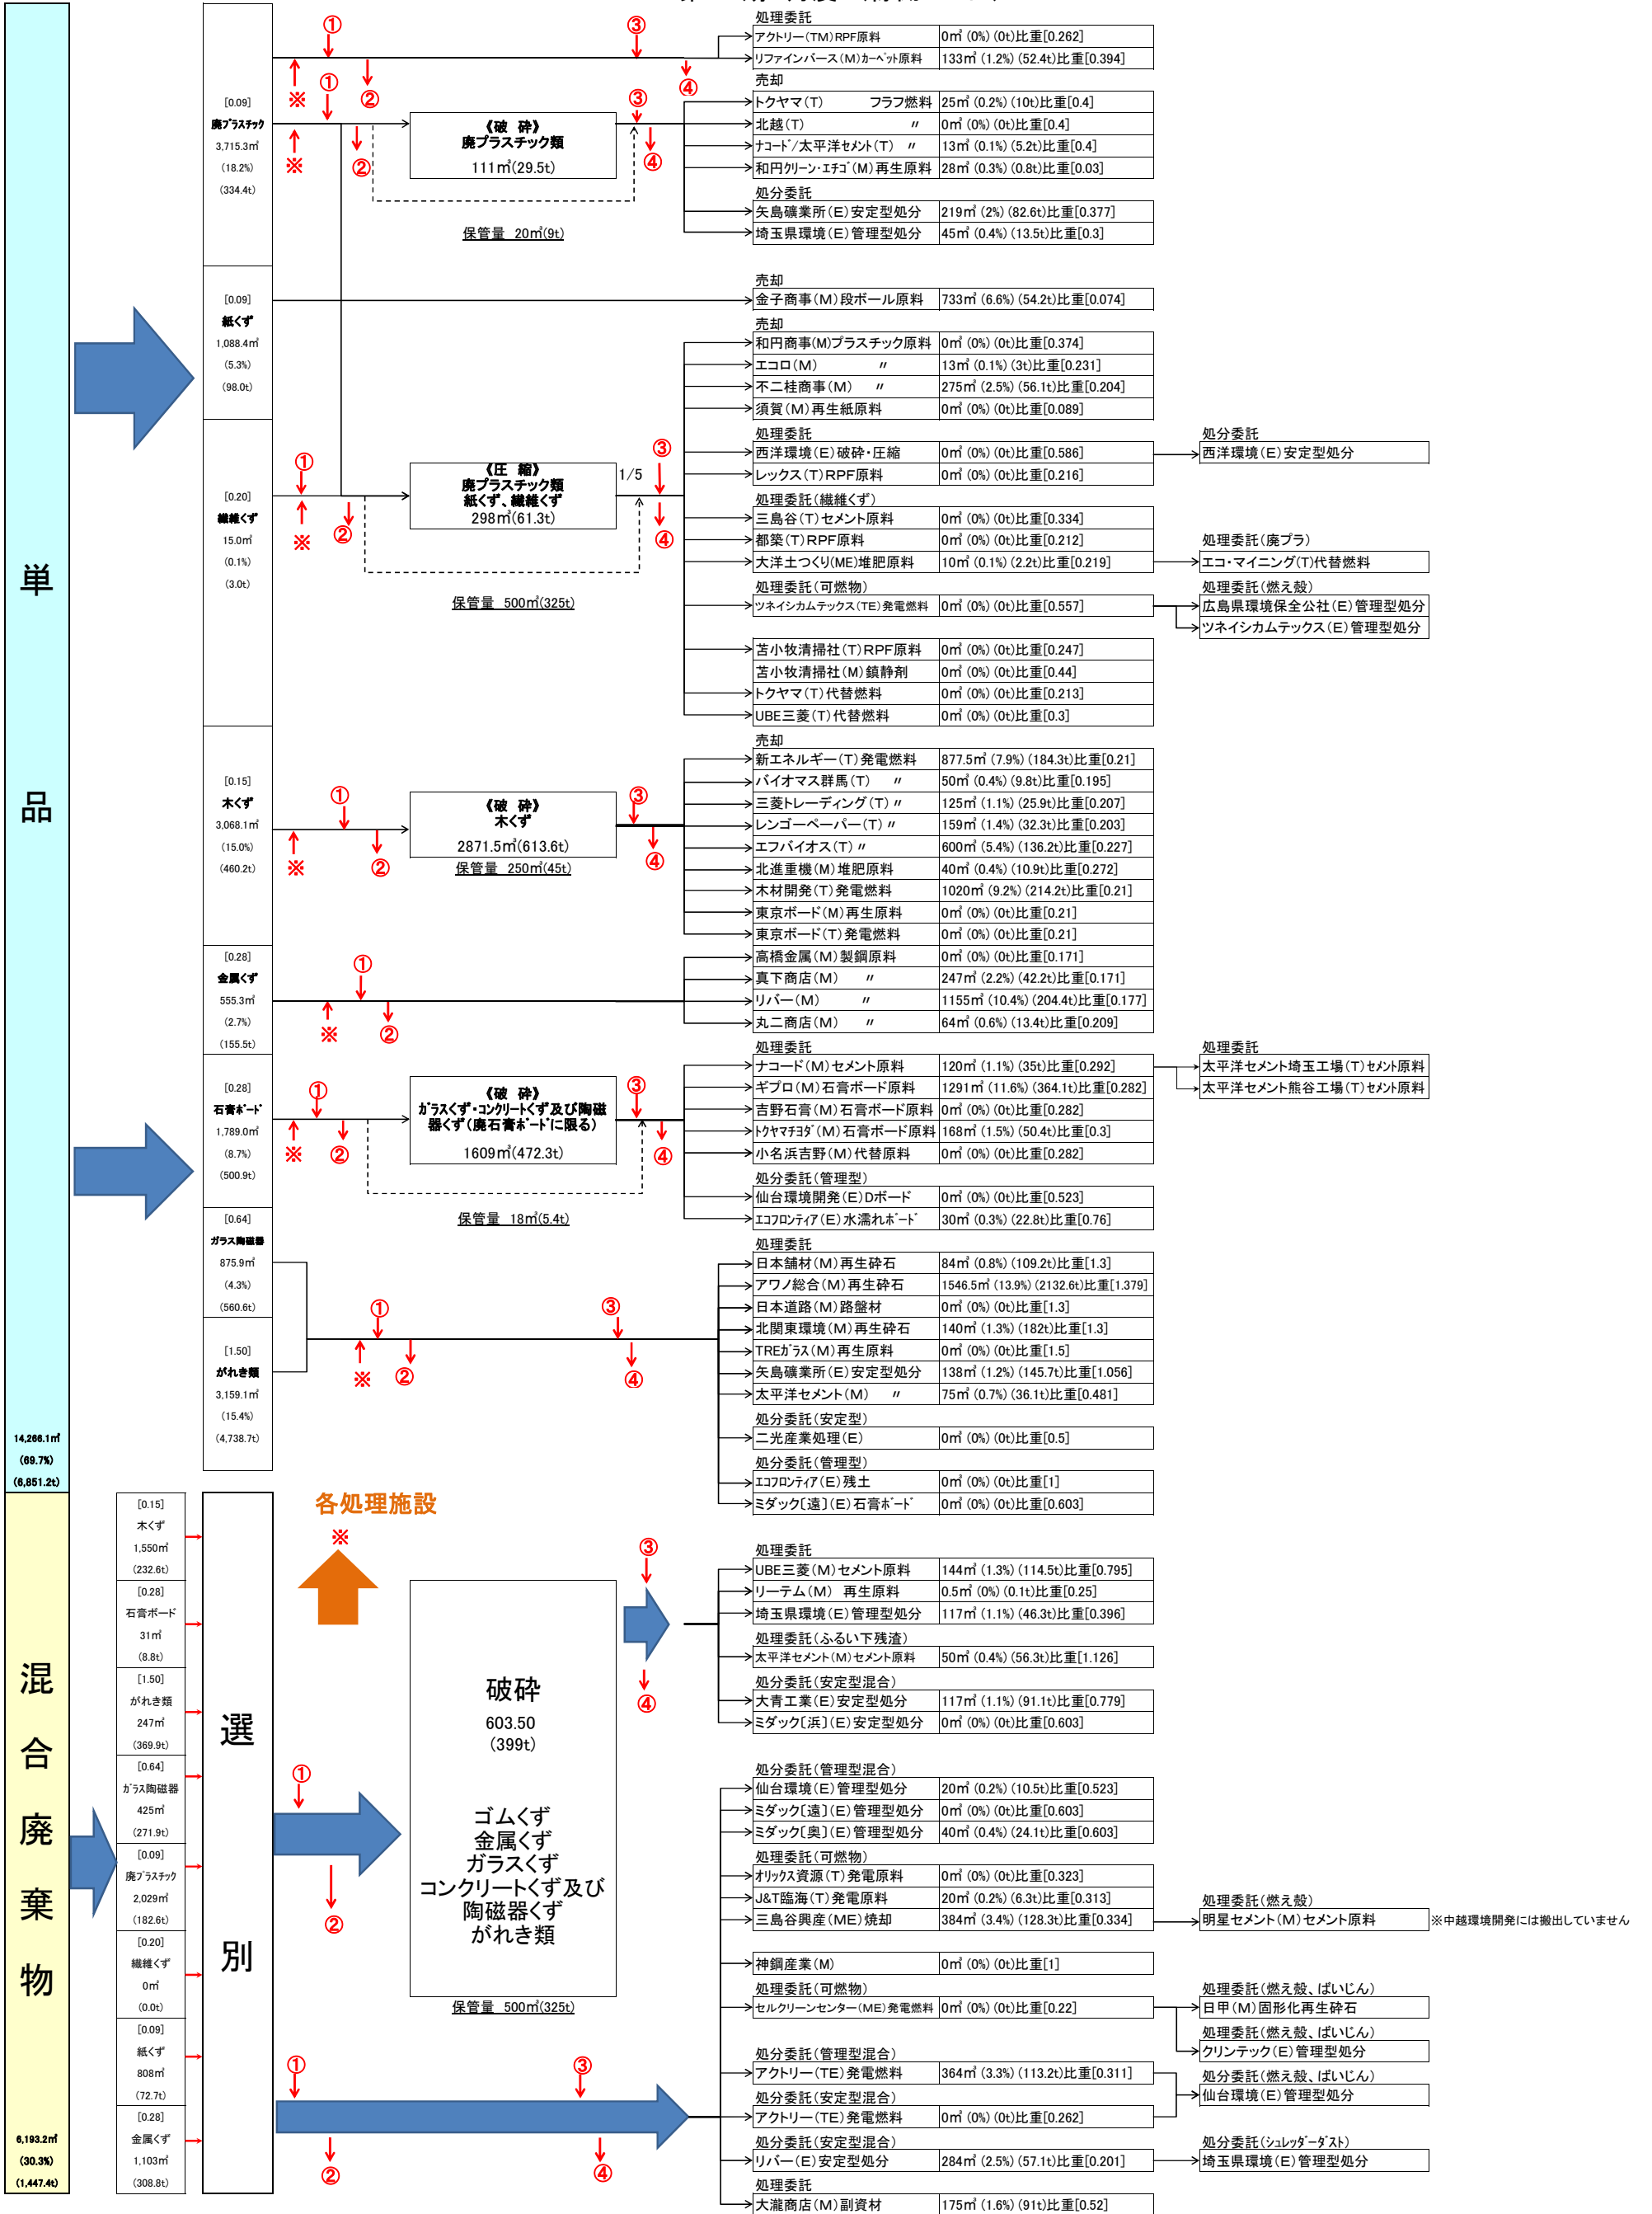 単
品
14,266.1㎥
(69.7%)
(6,851.2t)
混
合
廃
棄
物
6,193.2㎥
(30.3%)
(1,447.4t)
[0.09]
廃プラスチック
3,715.3㎥
(18.2%)
(334.4t)
[0.09]
紙くず
1,088.4㎥
(5.3%)
(98.0t)
[0.20]
繊維くず
15.0㎥
(0.1%)
(3.0t)
[0.15]
木くず
3,068.1㎥
(15.0%)
(460.2t)
[0.28]
金属くず
555.3㎥
(2.7%)
(155.5t)
[0.28]
石膏ボード
1,789.0㎥
(8.7%)
(500.9t)
[0.64]
ガラス陶磁器
875.9㎥
(4.3%)
(560.6t)
[1.50]
がれき類
3,159.1㎥
(15.4%)
(4,738.7t)
① ③
※ ② ④
① ③
※ ② ④
《破 砕》
廃プラスチック類
111㎥(29.5t)
保管量 20㎥(9t)
① ③
※ ② ④
《圧 縮》
廃プラスチック類
紙くず、繊維くず
298㎥(61.3t)
1/5
保管量 500㎥(325t)
① ③
※ ② ④
《破 砕》
木くず
2871.5㎥(613.6t)
保管量 250㎥(45t)
①
※ ②
① ③
※ ② ④
《破 砕》
ガラスくず・コンクリートくず及び陶磁
器くず(廃石膏ボードに限る)
1609㎥(472.3t)
保管量 18㎥(5.4t)
① ③
※ ② ④
処理委託
アクトリー(TM)RPF原料 0㎥ (0%) (0t)比重[0.262]
リファインバース(M)カーペット原料 133㎥ (1.2%) (52.4t)比重[0.394]
売却
トクヤマ(T) フラフ燃料 25㎥ (0.2%) (10t)比重[0.4]
北越(T) 〃 0㎥ (0%) (0t)比重[0.4]
ナコード/太平洋セメント(T) 〃 13㎥ (0.1%) (5.2t)比重[0.4]
和円クリーン・エチゴ(M)再生原料 28㎥ (0.3%) (0.8t)比重[0.03]
処分委託
矢島礦業所(E)安定型処分 219㎥ (2%) (82.6t)比重[0.377]
埼玉県環境(E)管理型処分 45㎥ (0.4%) (13.5t)比重[0.3]
売却
金子商事(M)段ボール原料 733㎥ (6.6%) (54.2t)比重[0.074]
売却
和円商事(M)プラスチック原料 0㎥ (0%) (0t)比重[0.374]
エコロ(M) 〃 13㎥ (0.1%) (3t)比重[0.231]
不二桂商事(M) 〃 275㎥ (2.5%) (56.1t)比重[0.204]
須賀(M)再生紙原料 0㎥ (0%) (0t)比重[0.089]
処理委託
西洋環境(E)破砕・圧縮 0㎥ (0%) (0t)比重[0.586]
レックス(T)RPF原料 0㎥ (0%) (0t)比重[0.216]
処分委託
西洋環境(E)安定型処分
処理委託(繊維くず)
三島谷(T)セメント原料 0㎥ (0%) (0t)比重[0.334]
都築(T)RPF原料 0㎥ (0%) (0t)比重[0.212]
大洋土つくり(ME)堆肥原料 10㎥ (0.1%) (2.2t)比重[0.219]
処理委託(廃プラ)
エコ・マイニング(T)代替燃料
処理委託(可燃物)
ツネイシカムテックス(TE)発電燃料 0㎥ (0%) (0t)比重[0.557]
処理委託(燃え殻)
広島県環境保全公社(E)管理型処分
ツネイシカムテックス(E)管理型処分
苫小牧清掃社(T)RPF原料 0㎥ (0%) (0t)比重[0.247]
苫小牧清掃社(M)鎮静剤 0㎥ (0%) (0t)比重[0.44]
トクヤマ(T)代替燃料 0㎥ (0%) (0t)比重[0.213]
UBE三菱(T)代替燃料 0㎥ (0%) (0t)比重[0.3]
売却
新エネルギー(T)発電燃料 877.5㎥ (7.9%) (184.3t)比重[0.21]
バイオマス群馬(T) 〃 50㎥ (0.4%) (9.8t)比重[0.195]
三菱トレーディング(T)〃 125㎥ (1.1%) (25.9t)比重[0.207]
レンゴーペーパー(T)〃 159㎥ (1.4%) (32.3t)比重[0.203]
エフバイオス(T)〃 600㎥ (5.4%) (136.2t)比重[0.227]
北進重機(M)堆肥原料 40㎥ (0.4%) (10.9t)比重[0.272]
木材開発(T)発電燃料 1020㎥ (9.2%) (214.2t)比重[0.21]
東京ボード(M)再生原料 0㎥ (0%) (0t)比重[0.21]
東京ボード(T)発電燃料 0㎥ (0%) (0t)比重[0.21]
高橋金属(M)製鋼原料 0㎥ (0%) (0t)比重[0.171]
真下商店(M) 〃 247㎥ (2.2%) (42.2t)比重[0.171]
リバー(M) 〃 1155㎥ (10.4%) (204.4t)比重[0.177]
丸二商店(M) 〃 64㎥ (0.6%) (13.4t)比重[0.209]
処理委託
ナコード(M)セメント原料 120㎥ (1.1%) (35t)比重[0.292]
ギプロ(M)石膏ボード原料 1291㎥ (11.6%) (364.1t)比重[0.282]
吉野石膏(M)石膏ボード原料 0㎥ (0%) (0t)比重[0.282]
トクヤマチヨダ(M)石膏ボード原料 168㎥ (1.5%) (50.4t)比重[0.3]
小名浜吉野(M)代替原料 0㎥ (0%) (0t)比重[0.282]
処理委託
太平洋セメント埼玉工場(T)セメント原料
太平洋セメント熊谷工場(T)セメント原料
処分委託(管理型)
仙台環境開発(E)Dボード 0㎥ (0%) (0t)比重[0.523]
エコフロンティア(E)水濡れボード 30㎥ (0.3%) (22.8t)比重[0.76]
処理委託
日本舗材(M)再生砕石 84㎥ (0.8%) (109.2t)比重[1.3]
アワノ総合(M)再生砕石 1546.5㎥ (13.9%) (2132.6t)比重[1.379]
日本道路(M)路盤材 0㎥ (0%) (0t)比重[1.3]
北関東環境(M)再生砕石 140㎥ (1.3%) (182t)比重[1.3]
TREガラス(M)再生原料 0㎥ (0%) (0t)比重[1.5]
矢島礦業所(E)安定型処分 138㎥ (1.2%) (145.7t)比重[1.056]
太平洋セメント(M) 〃 75㎥ (0.7%) (36.1t)比重[0.481]
処分委託(安定型)
二光産業処理(E) 0㎥ (0%) (0t)比重[0.5]
処分委託(管理型)
エコフロンティア(E)残土 0㎥ (0%) (0t)比重[1]
ミダック〔遠〕(E)石膏ボード 0㎥ (0%) (0t)比重[0.603]
[0.15]
木くず
1,550㎥
(232.6t)
[0.28]
石膏ボード
31㎥
(8.8t)
[1.50]
がれき類
247㎥
(369.9t)
[0.64]
ガラス陶磁器
425㎥
(271.9t)
[0.09]
廃プラスチック
2,029㎥
(182.6t)
[0.20]
繊維くず
0㎥
(0.0t)
[0.09]
紙くず
808㎥
(72.7t)
[0.28]
金属くず
1,103㎥
(308.8t)
選
別
各処理施設
※
①
②
③
④
破砕
603.50
(399t)
ゴムくず
金属くず
ガラスくず
コンクリートくず及び
陶磁器くず
がれき類
保管量 500㎥(325t)
① ③
② ④
処理委託
UBE三菱(M)セメント原料 144㎥ (1.3%) (114.5t)比重[0.795]
リーテム(M) 再生原料 0.5㎥ (0%) (0.1t)比重[0.25]
埼玉県環境(E)管理型処分 117㎥ (1.1%) (46.3t)比重[0.396]
処理委託(ふるい下残渣)
太平洋セメント(M)セメント原料 50㎥ (0.4%) (56.3t)比重[1.126]
処分委託(安定型混合)
大青工業(E)安定型処分 117㎥ (1.1%) (91.1t)比重[0.779]
ミダック〔浜〕(E)安定型処分 0㎥ (0%) (0t)比重[0.603]
処分委託(管理型混合)
仙台環境(E)管理型処分 20㎥ (0.2%) (10.5t)比重[0.523]
ミダック〔遠〕(E)管理型処分 0㎥ (0%) (0t)比重[0.603]
ミダック〔奥〕(E)管理型処分 40㎥ (0.4%) (24.1t)比重[0.603]
処理委託(可燃物)
オリックス資源(T)発電原料 0㎥ (0%) (0t)比重[0.323]
J&T臨海(T)発電原料 20㎥ (0.2%) (6.3t)比重[0.313]
三島谷興産(ME)焼却 384㎥ (3.4%) (128.3t)比重[0.334]
処理委託(燃え殻)
明星セメント(M)セメント原料 ※中越環境開発には搬出していません
神鋼産業(M) 0㎥ (0%) (0t)比重[1]
処理委託(可燃物)
セルクリーンセンター(ME)発電燃料 0㎥ (0%) (0t)比重[0.22]
処理委託(燃え殻、ばいじん)
日甲(M)固形化再生砕石
処理委託(燃え殻、ばいじん)
クリンテック(E)管理型処分
処分委託(管理型混合)
アクトリー(TE)発電燃料 364㎥ (3.3%) (113.2t)比重[0.311]
処分委託(安定型混合)
アクトリー(TE)発電燃料 0㎥ (0%) (0t)比重[0.262]
処分委託(燃え殻、ばいじん)
仙台環境(E)管理型処分
処分委託(安定型混合)
リバー(E)安定型処分 284㎥ (2.5%) (57.1t)比重[0.201]
処分委託(シュレッダーダスト)
埼玉県環境(E)管理型処分
処理委託
大瀧商店(M)副資材 175㎥ (1.6%) (91t)比重[0.52]